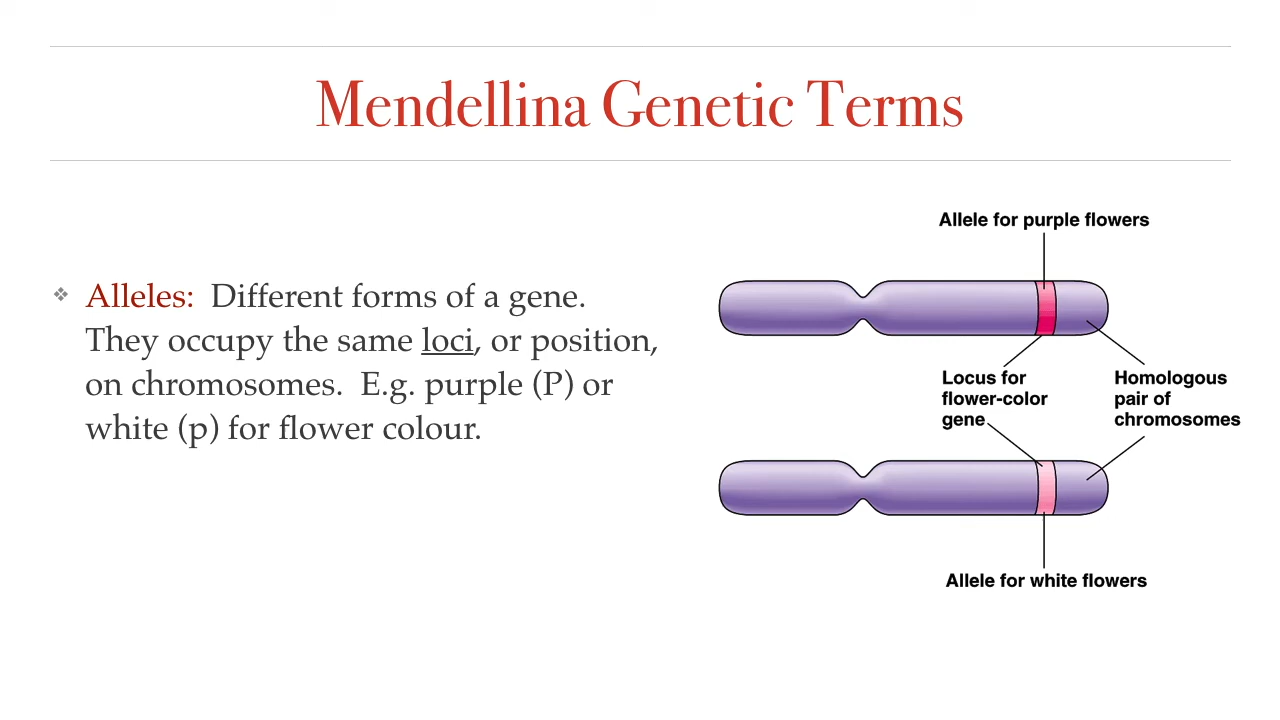 Mendellina Genetic Terms
Alleles: Different forms of a gene.
They occupy the same loci, or position,
on chromosomes. E.g. purple (P) or
white (p) for flower colour.
Allele for purple flowers
Locus for
flower-color
gene
Homologous
pair of
chromosomes
Allele for white flowers